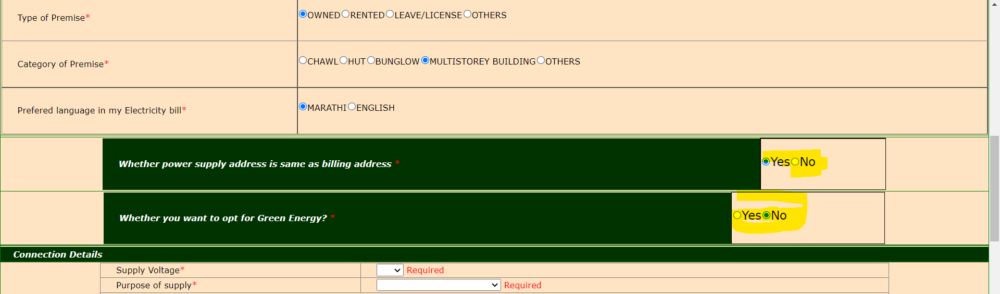 Type of Premise* OWNED RENTED LEAVE/LICENSE OTHERS
Category of Premise* CHAWL HUT BUNGLOW MULTISTOREY BUILDING OTHERS
Prefered language in my Electricity bill* MARATHI ENGLISH
Whether power supply address is same as billing address * Yes No
Whether you want to opt for Green Energy? * Yes No
Connection Details
Supply Voltage* Required
Purpose of supply* Required